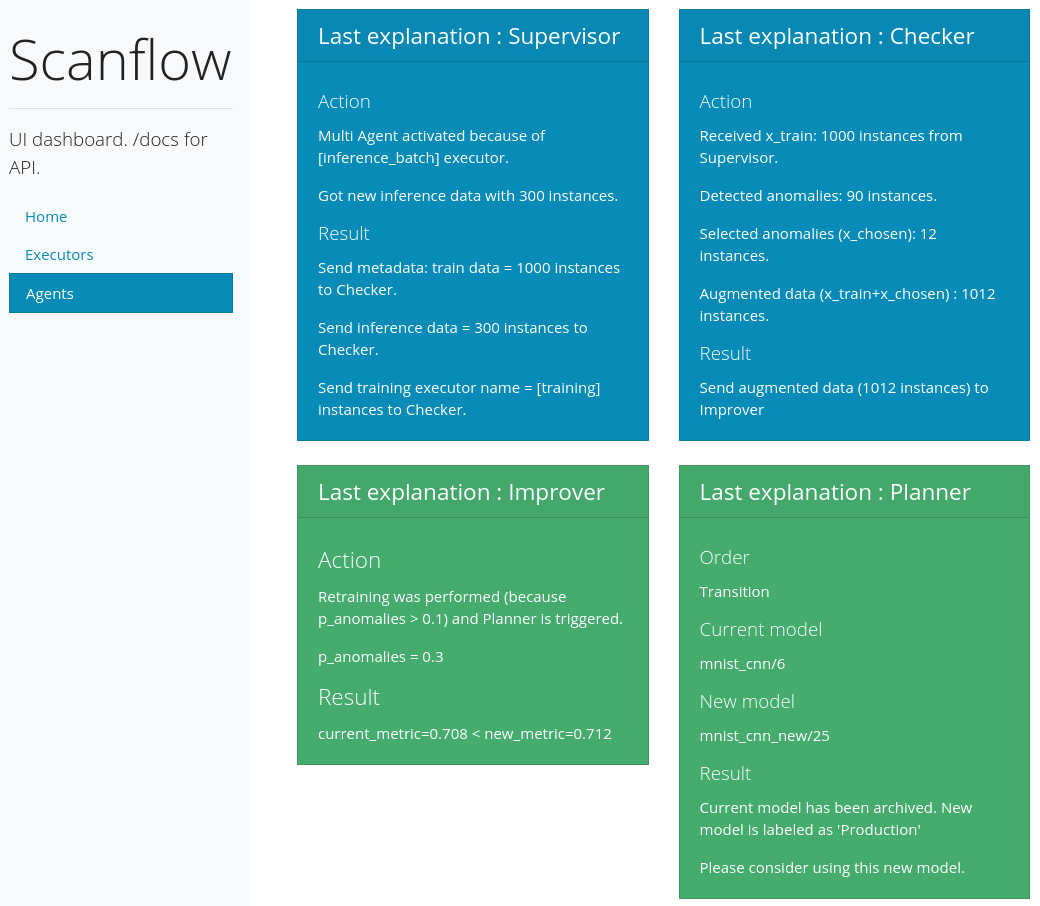 Scanflow
UI dashboard. /docs for
API.
Home
Executors
Agents
Last explanation : Supervisor
Action
Multi Agent activated because of
[inference_batch] executor.
Got new inference data with 300 instances.
Result
Send metadata: train data = 1000 instances
to Checker.
Send inference data = 300 instances to
Checker.
Send training executor name = [training]
instances to Checker.
Last explanation : Checker
Action
Received x_train: 1000 instances from
Supervisor.
Detected anomalies: 90 instances.
Selected anomalies (x_chosen): 12
instances.
Augmented data (x_train+x_chosen) : 1012
instances.
Result
Send augmented data (1012 instances) to
Improver
Last explanation : Improver
Action
Retraining was performed (because
p_anomalies > 0.1) and Planner is triggered.
p_anomalies = 0.3
Result
current_metric=0.708 < new_metric=0.712
Last explanation : Planner
Order
Transition
Current model
mnist_cnn/6
New model
mnist_cnn_new/25
Result
Current model has been archived. New
model is labeled as 'Production'
Please consider using this new model.